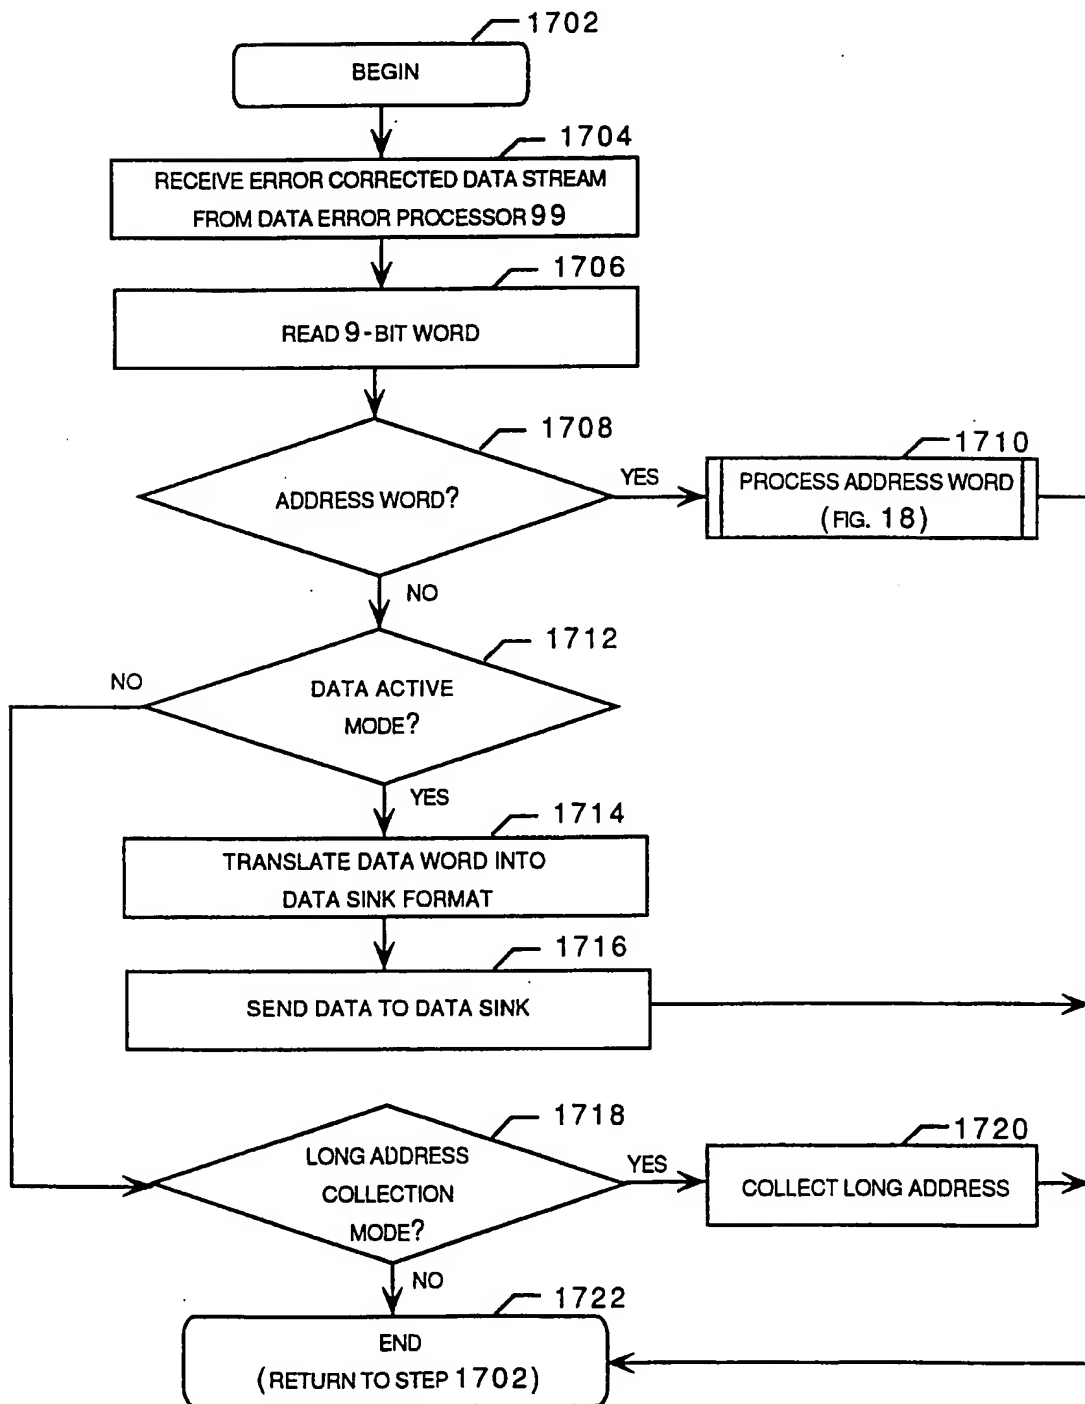 1702
BEGIN
1704
RECEIVE ERROR CORRECTED DATA STREAM
FROM DATA ERROR PROCESSOR 99
1706
READ 9-BIT WORD
1708
ADDRESS WORD?
YES
1710
PROCESS ADDRESS WORD
(FIG. 18)
NO
1712
DATA ACTIVE
MODE?
NO
YES
1714
TRANSLATE DATA WORD INTO
DATA SINK FORMAT
1716
SEND DATA TO DATA SINK
1718
LONG ADDRESS
COLLECTION
MODE?
YES
1720
COLLECT LONG ADDRESS
NO
1722
END
(RETURN TO STEP 1702)